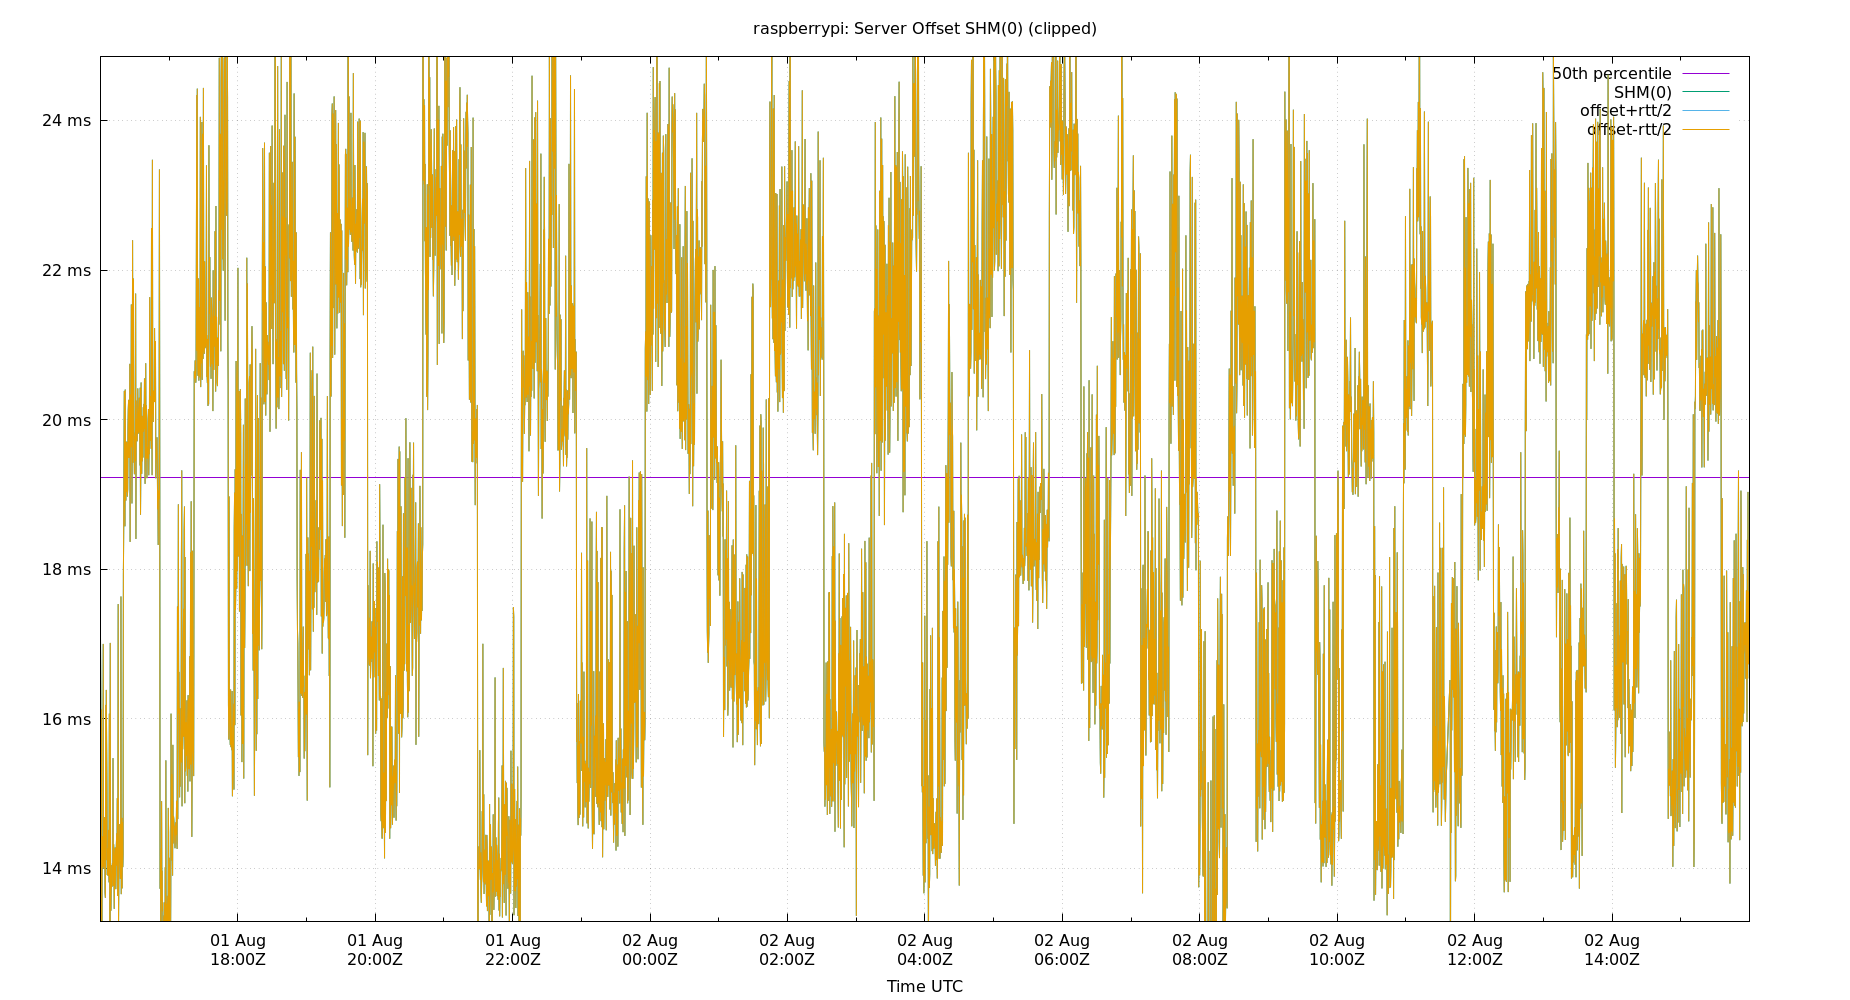 raspberrypi: Server Offset SHM(0) (clipped)
50th percentile
SHM(0)
offset+rtt/2
offset-rtt/2
24 ms
22 ms
20 ms
18 ms
16 ms
14 ms
01 Aug 01 Aug 01 Aug 02 Aug 02 Aug 02 Aug 02 Aug 02 Aug 02 Aug 02 Aug 02 Aug
18:00Z 20:00Z 22:00Z 00:00Z 02:00Z 04:00Z 06:00Z 08:00Z 10:00Z 12:00Z 14:00Z
Time UTC